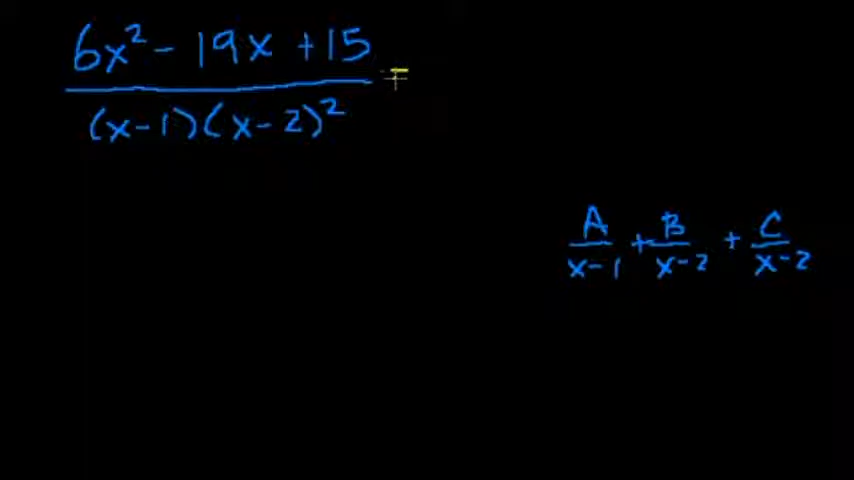 6x² - 19x + 15 =
(x-1)(x-2)²
A + B + C
x-1 x-2 x-2